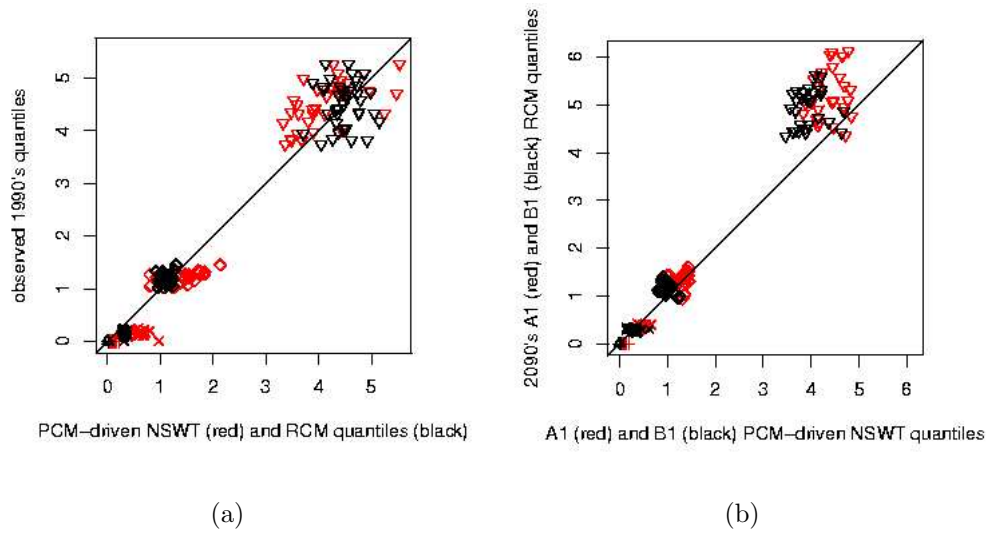 observed 1990's quantiles
5
4
3
2
1
0
0 1 2 3 4 5
PCM–driven NSWT (red) and RCM quantiles (black)
(a)
2090's A1 (red) and B1 (black) RCM quantiles
6
5
4
3
2
1
0
0 1 2 3 4 5 6
A1 (red) and B1 (black) PCM–driven NSWT quantiles
(b)